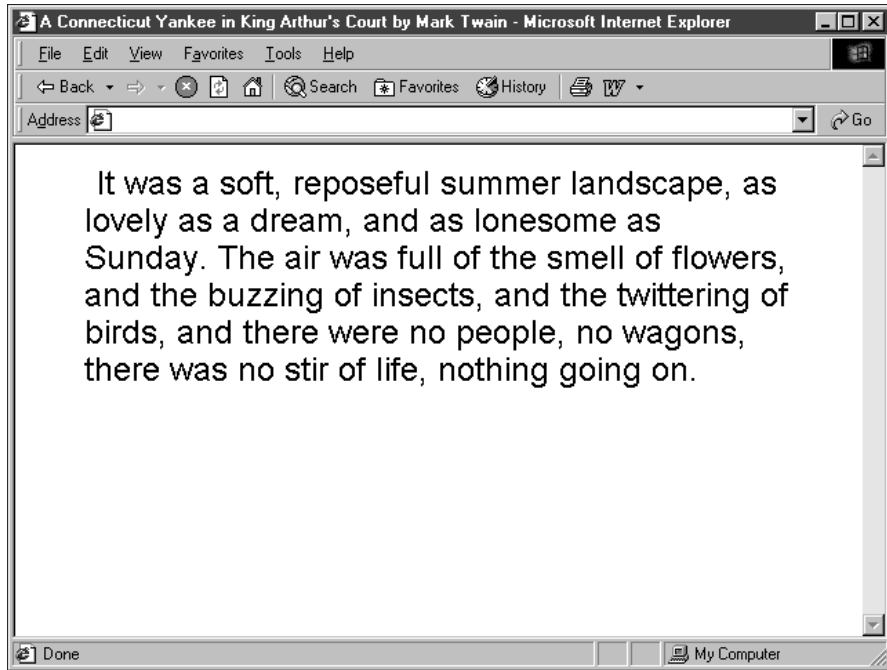 A Connecticut Yankee in King Arthur's Court by Mark Twain - Microsoft Internet Explorer
File Edit View Favorites Tools Help
Back Search Favorites History
Address Go
It was a soft, reposeful summer landscape, as
lovely as a dream, and as lonesome as
Sunday. The air was full of the smell of flowers,
and the buzzing of insects, and the twittering of
birds, and there were no people, no wagons,
there was no stir of life, nothing going on.
Done My Computer